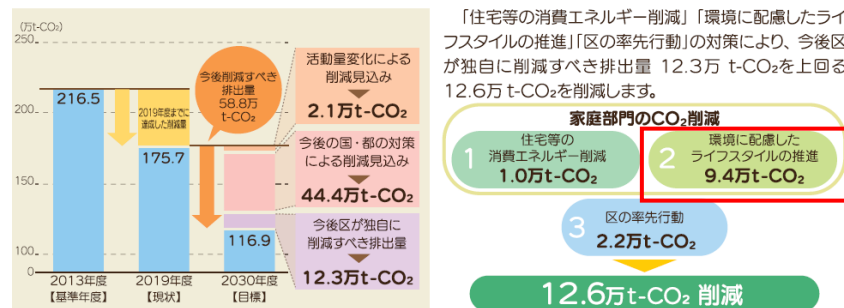 (万t-CO₂)
250
200
150
100
0
216.5
2019年度までに
達成した削減量
175.7
今後削減すべき
排出量
58.8万
t-CO₂
116.9
2013年度
【基準年度】
2019年度
【現状】
2030年度
【目標】
活動量変化による
削減見込み
2.1万t-CO₂
今後の国・都の対策
による削減見込み
44.4万t-CO₂
今後区が独自に
削減すべき排出量
12.3万t-CO₂
「住宅等の消費エネルギー削減」「環境に配慮したライ
フスタイルの推進」「区の率先行動」の対策により、今後区
が独自に削減すべき排出量 12.3万 t-CO₂を上回る
12.6万 t-CO₂を削減します。
家庭部門のCO₂削減
1
住宅等の
消費エネルギー削減
1.0万t-CO₂
2
環境に配慮した
ライフスタイルの推進
9.4万t-CO₂
3
区の率先行動
2.2万t-CO₂
12.6万t-CO₂ 削減